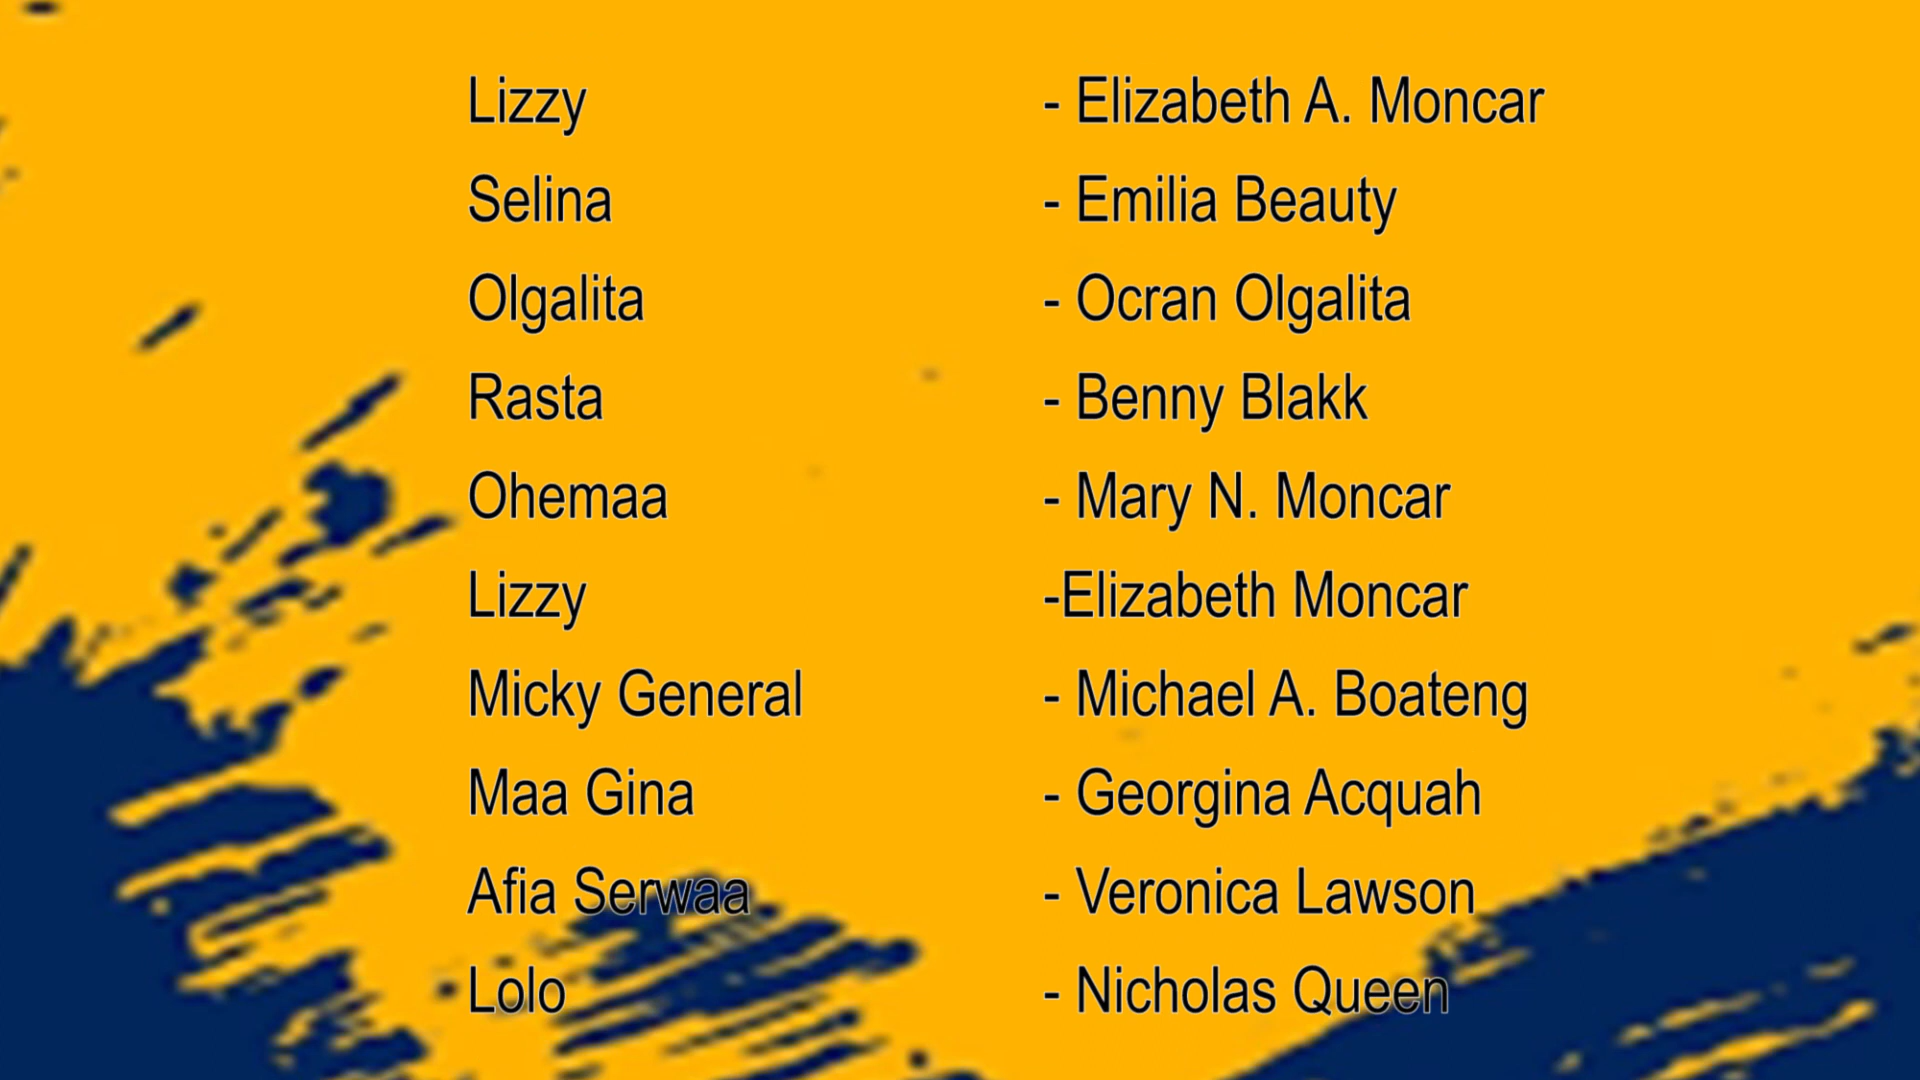 Lizzy - Elizabeth A. Moncar
Selina - Emilia Beauty
Olgalita - Ocran Olgalita
Rasta - Benny Blakk
Ohemaa - Mary N. Moncar
Lizzy -Elizabeth Moncar
Micky General - Michael A. Boateng
Maa Gina - Georgina Acquah
Afia Serwaa - Veronica Lawson
Lolo - Nicholas Queen